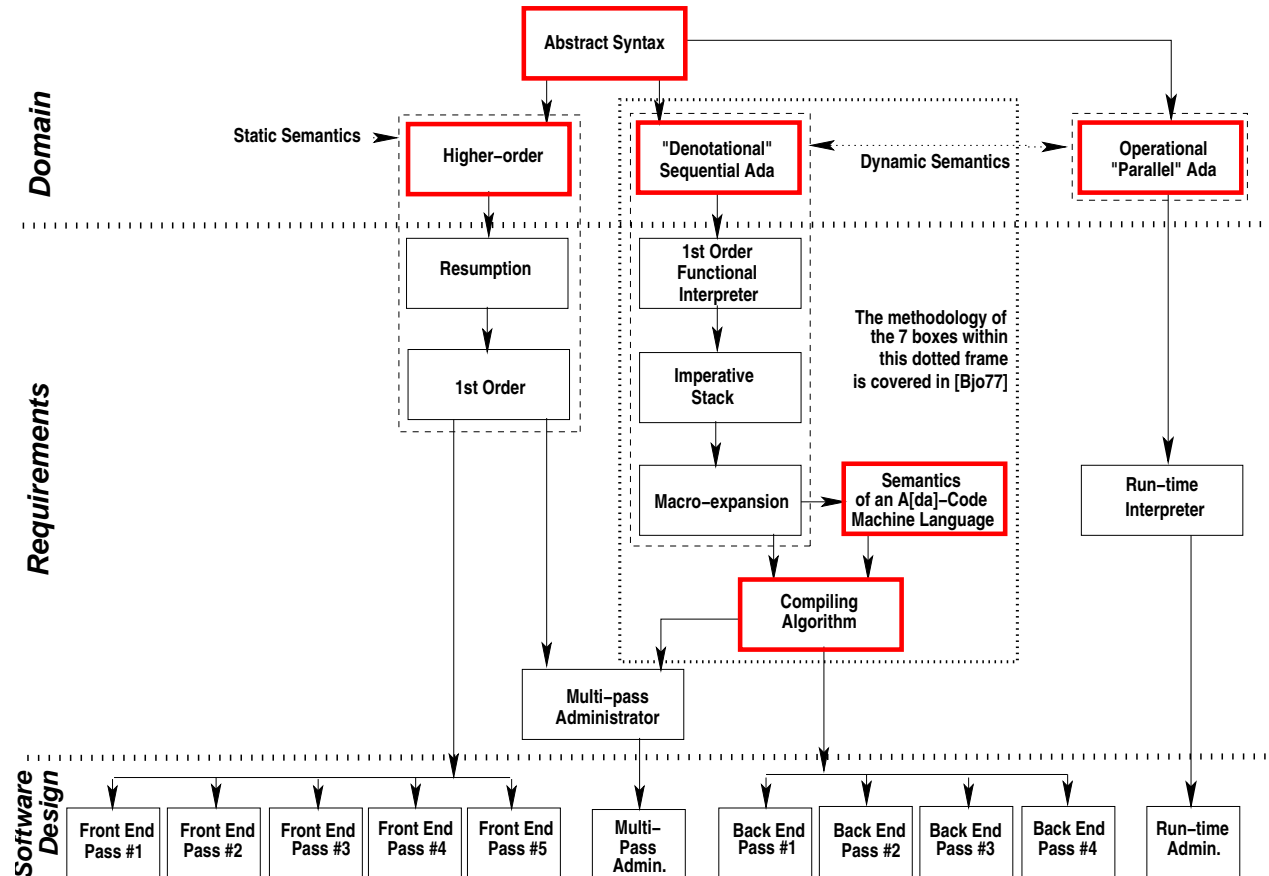 Abstract Syntax
Domain
Static Semantics
Higher−order
"Denotational"
Sequential Ada
Dynamic Semantics
Operational
"Parallel" Ada
Requirements
Resumption
1st Order
Functional
Interpreter
The methodology of
the 7 boxes within
this dotted frame
is covered in [Bjo77]
1st Order
Imperative
Stack
Macro−expansion
Semantics
of an A[da]−Code
Machine Language
Run−time
Interpreter
Compiling
Algorithm
Multi−pass
Administrator
Software
Design
Front End
Pass #1
Front End
Pass #2
Front End
Pass #3
Front End
Pass #4
Front End
Pass #5
Multi−
Pass
Admin.
Back End
Pass #1
Back End
Pass #2
Back End
Pass #3
Back End
Pass #4
Run−time
Admin.